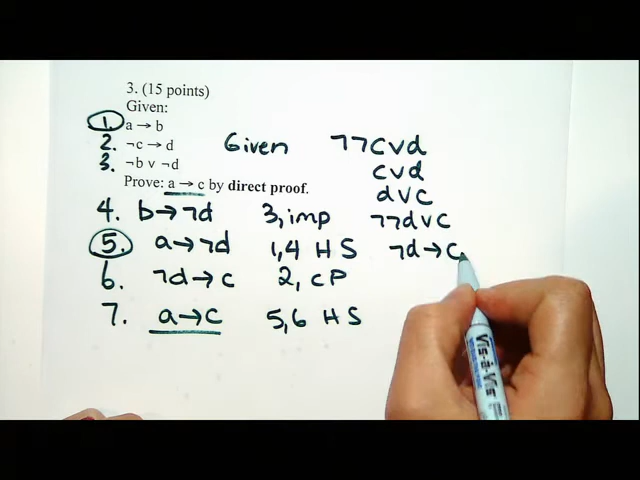 3. (15 points)
Given:
1. a → b
2. ¬c → d Given ¬¬c∨d
3. ¬b ∨ ¬d c∨d
Prove: a → c by direct proof. d∨c
4. b→¬d 3, imp ¬¬d∨c
5. a→¬d 1,4 HS ¬d→c
6. ¬d→c 2, CP
7. a→c 5,6 HS
Vis-à-Vis